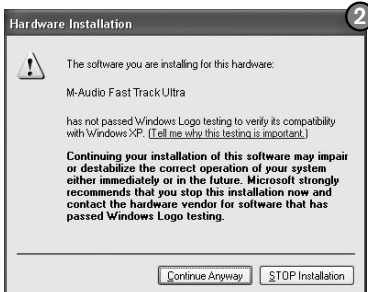 Hardware Installation
2
The software you are installing for this hardware:
M-Audio Fast Track Ultra
has not passed Windows Logo testing to verify its compatibility
with Windows XP. (Tell me why this testing is important.)
Continuing your installation of this software may impair
or destabilize the correct operation of your system
either immediately or in the future. Microsoft strongly
recommends that you stop this installation now and
contact the hardware vendor for software that has
passed Windows Logo testing.
Continue Anyway
STOP Installation